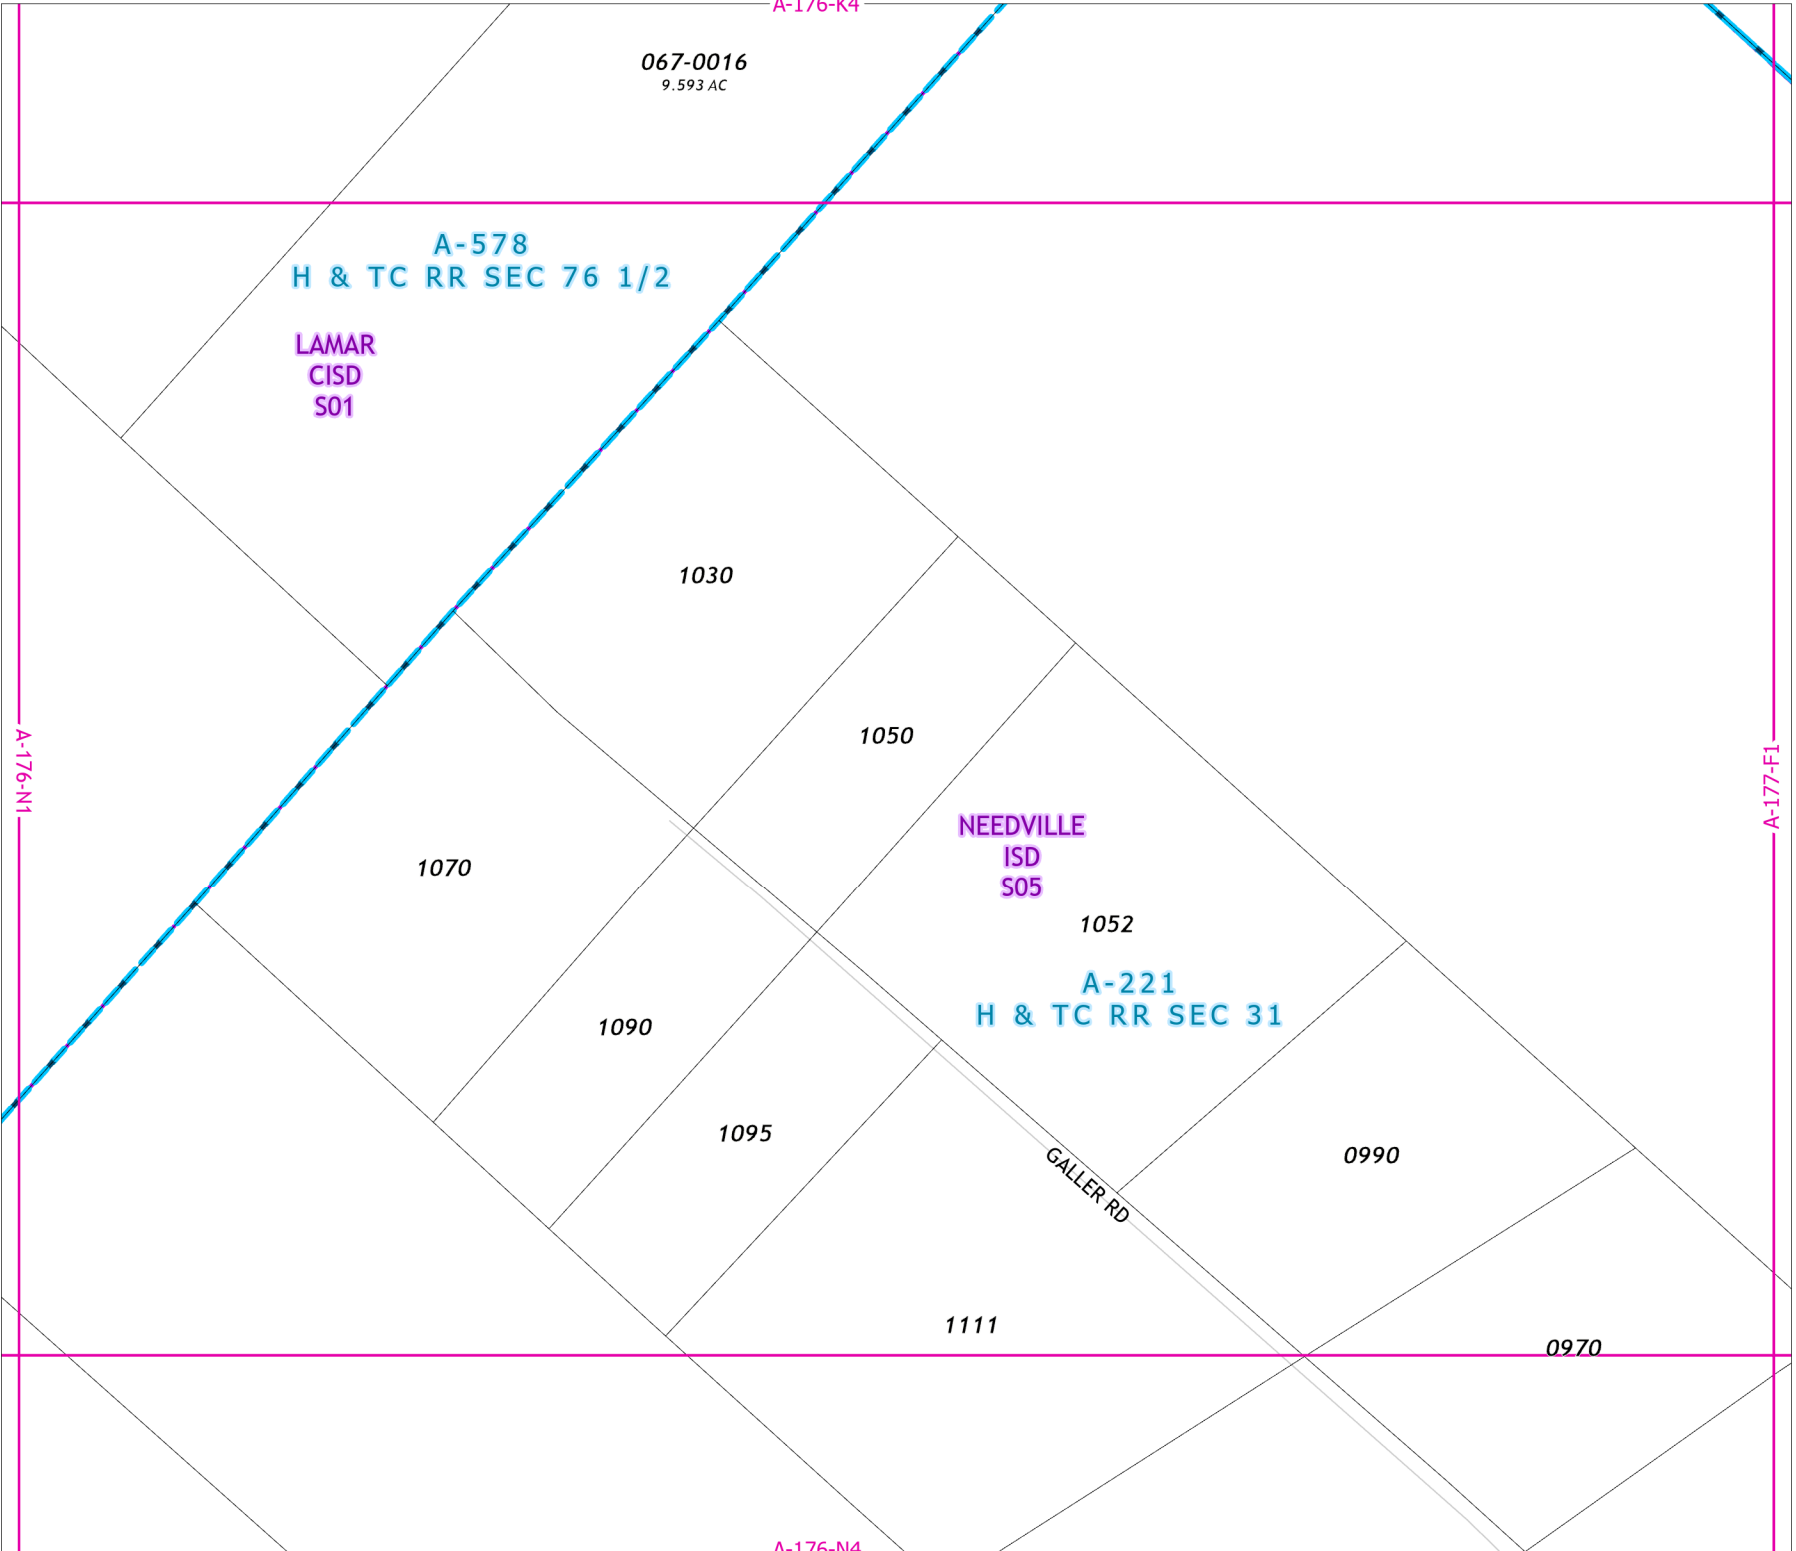 A-176-K4
067-0016
9.593 AC
A-578
H & TC RR SEC 76 1/2
LAMAR
CISD
S01
1030
1050
A-176-N1
A-177-F1
NEEDVILLE
ISD
S05
1070
1052
A-221
H & TC RR SEC 31
1090
1095
GALLER RD
0990
1111
0970
A-176-N4